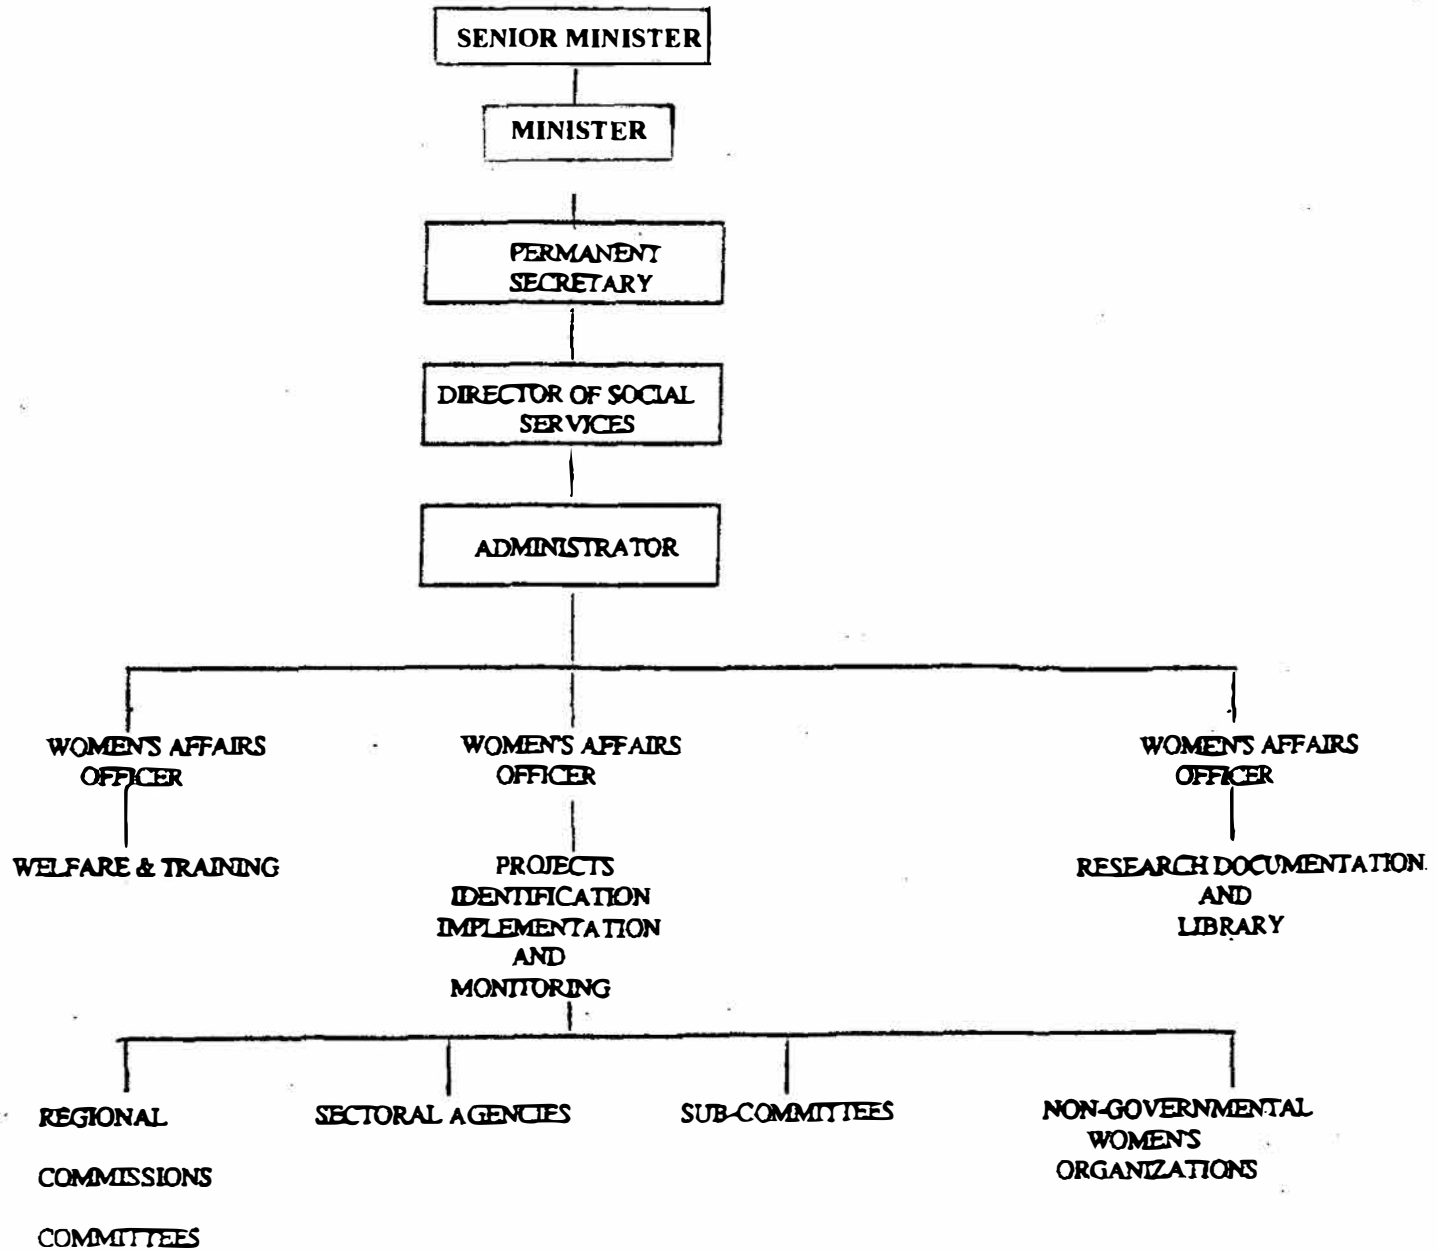 SENIOR MINISTER
MINISTER
PERMANENT
SECRETARY
DIRECTOR OF SOCIAL
SERVICES
ADMINISTRATOR
WOMEN'S AFFAIRS
OFFICER
WOMEN'S AFFAIRS
OFFICER
WOMEN'S AFFAIRS
OFFICER
WELFARE & TRAINING
PROJECTS
IDENTIFICATION
IMPLEMENTATION
AND
MONITORING
RESEARCH DOCUMENTATION
AND
LIBRARY
REGIONAL
COMMISSIONS
COMMITTEES
SECTORAL AGENCIES
SUB-COMMITTEES
NON-GOVERNMENTAL
WOMEN'S
ORGANIZATIONS